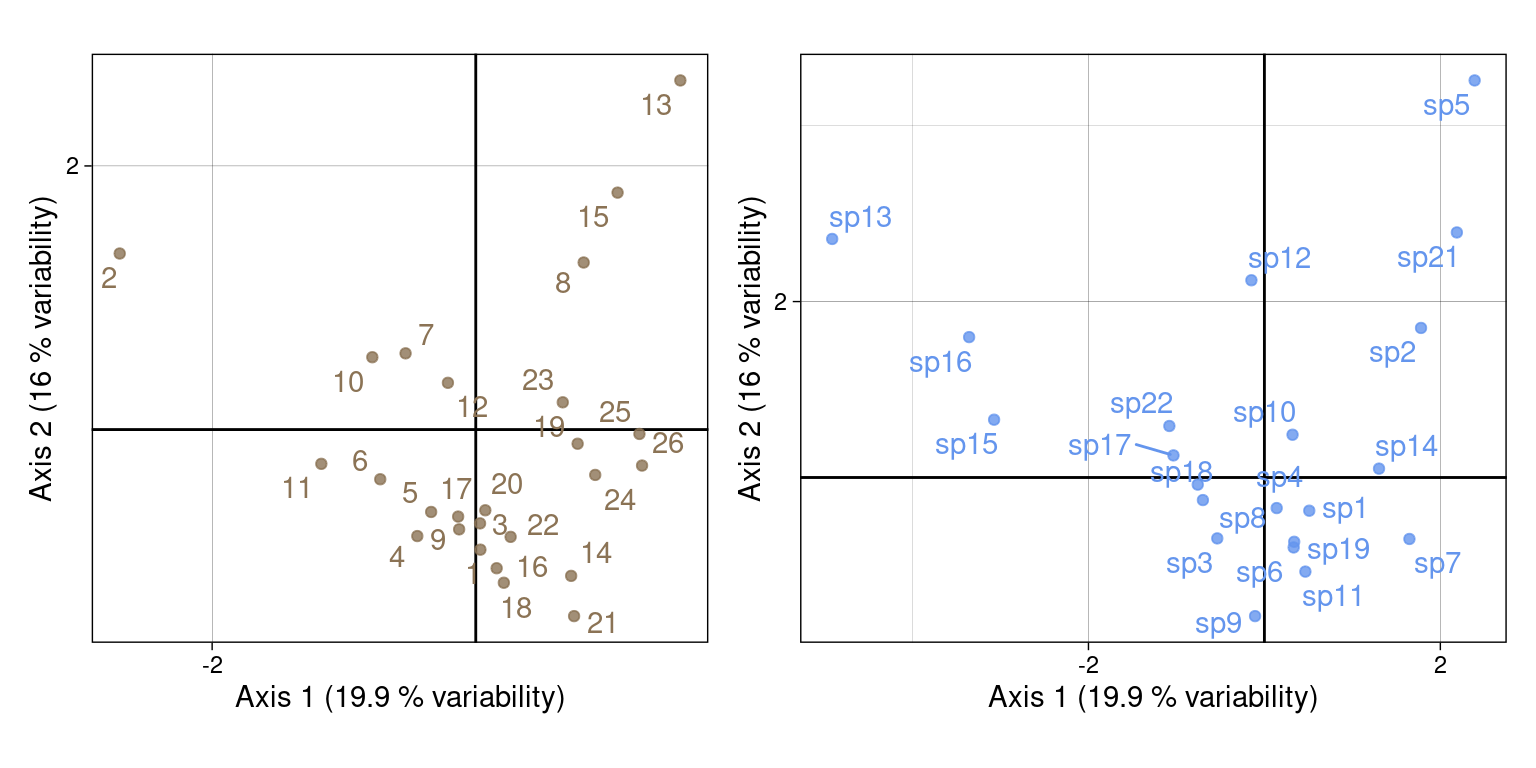 13
2
15
8
2
7
10
23
12
25
19
26
6
11
5
17
20
24
3
22
9
4
14
1
16
18
21
-2
Axis 1 (19.9 % variability)
Axis 2 (16 % variability)
sp5
sp13
sp21
sp12
2
sp2
sp16
sp22
sp10
sp17
sp15
sp14
sp18
sp4
sp1
sp8
sp19
sp3
sp6
sp7
sp11
sp9
-2
2
Axis 1 (19.9 % variability)
Axis 2 (16 % variability)